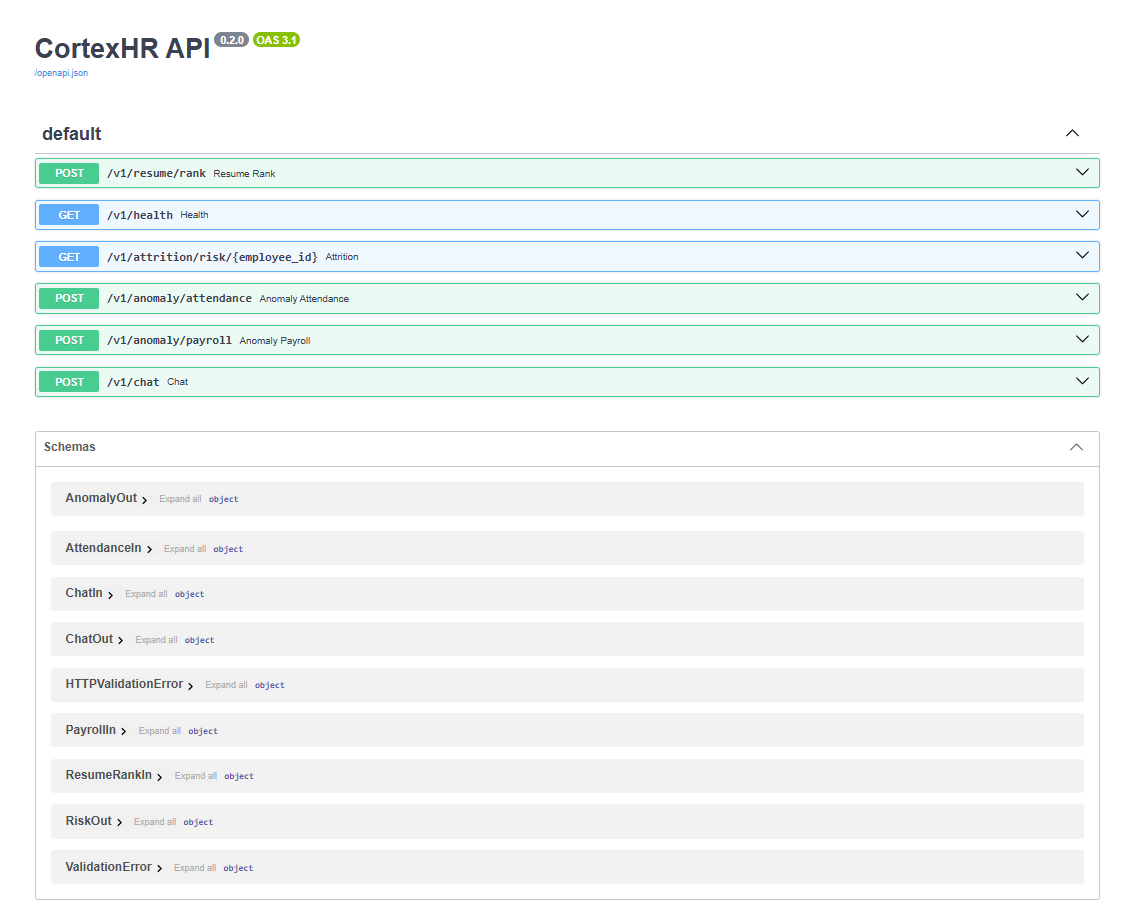 CortexHR API 0.2.0 OAS 3.1
/openapi.json
default
POST /v1/resume/rank Resume Rank
GET /v1/health Health
GET /v1/attrition/risk/{employee_id} Attrition
POST /v1/anomaly/attendance Anomaly Attendance
POST /v1/anomaly/payroll Anomaly Payroll
POST /v1/chat Chat
Schemas
AnomalyOut Expand all object
AttendanceIn Expand all object
ChatIn Expand all object
ChatOut Expand all object
HTTPValidationError Expand all object
PayrollIn Expand all object
ResumeRankIn Expand all object
RiskOut Expand all object
ValidationError Expand all object